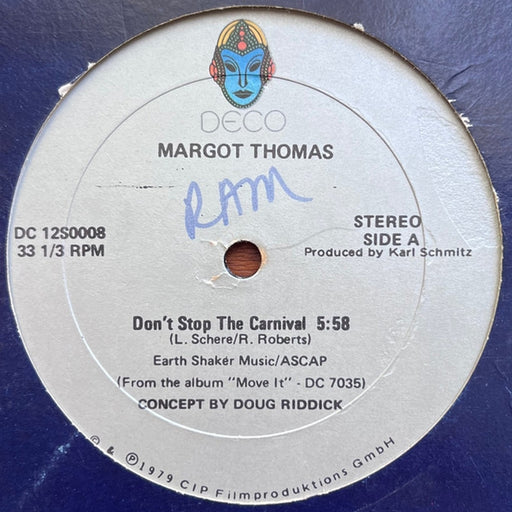 DECO
MARGOT THOMAS
RAM
DC 12S0008
33 1/3 RPM
STEREO
SIDE A
Produced by Karl Schmitz
Don't Stop The Carnival 5:58
(L. Schere/R. Roberts)
Earth Shaker Music/ASCAP
(From the album "Move It" - DC 7035)
CONCEPT BY DOUG RIDDICK
© & ℗ 1979 CIP Filmproduktions GmbH